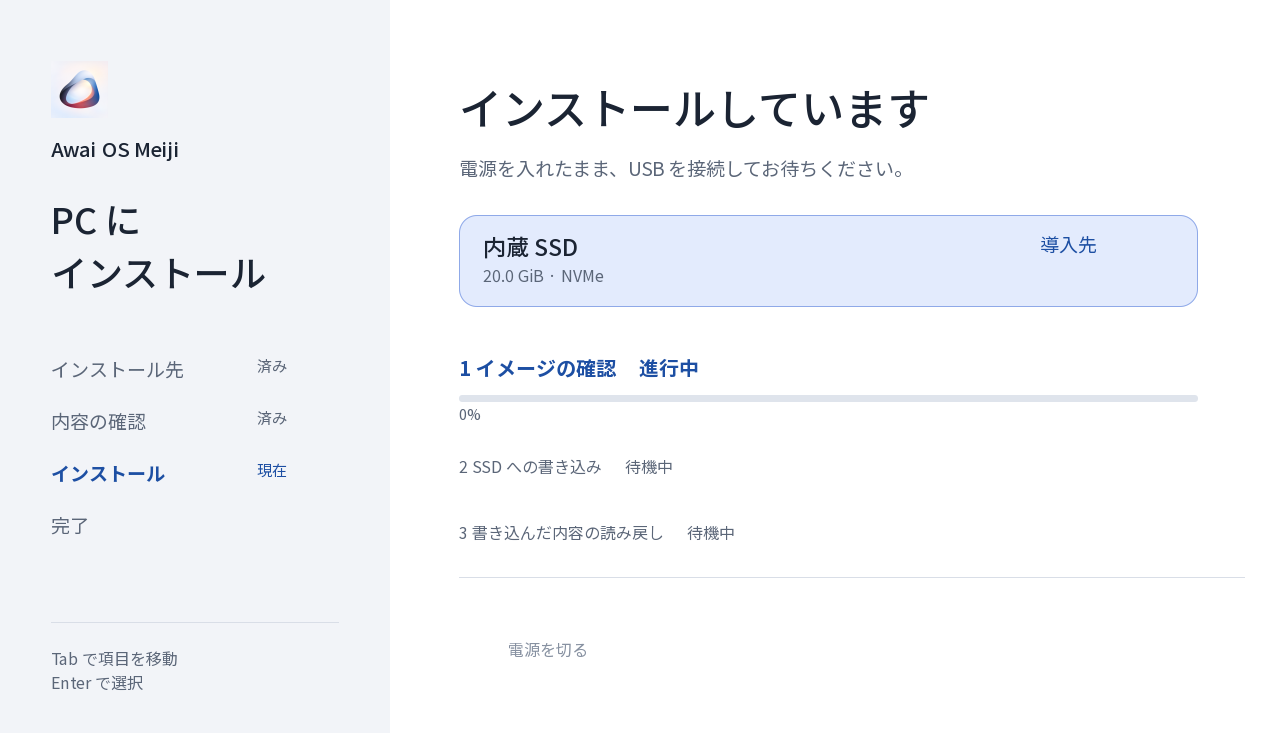 Awai OS Meiji
PC に
インストール
インストール先 済み
内容の確認 済み
インストール 現在
完了
Tab で項目を移動
Enter で選択
インストールしています
電源を入れたまま、USB を接続してお待ちください。
内蔵 SSD 導入先
20.0 GiB · NVMe
1 イメージの確認 進行中
0%
2 SSD への書き込み 待機中
3 書き込んだ内容の読み戻し 待機中
電源を切る